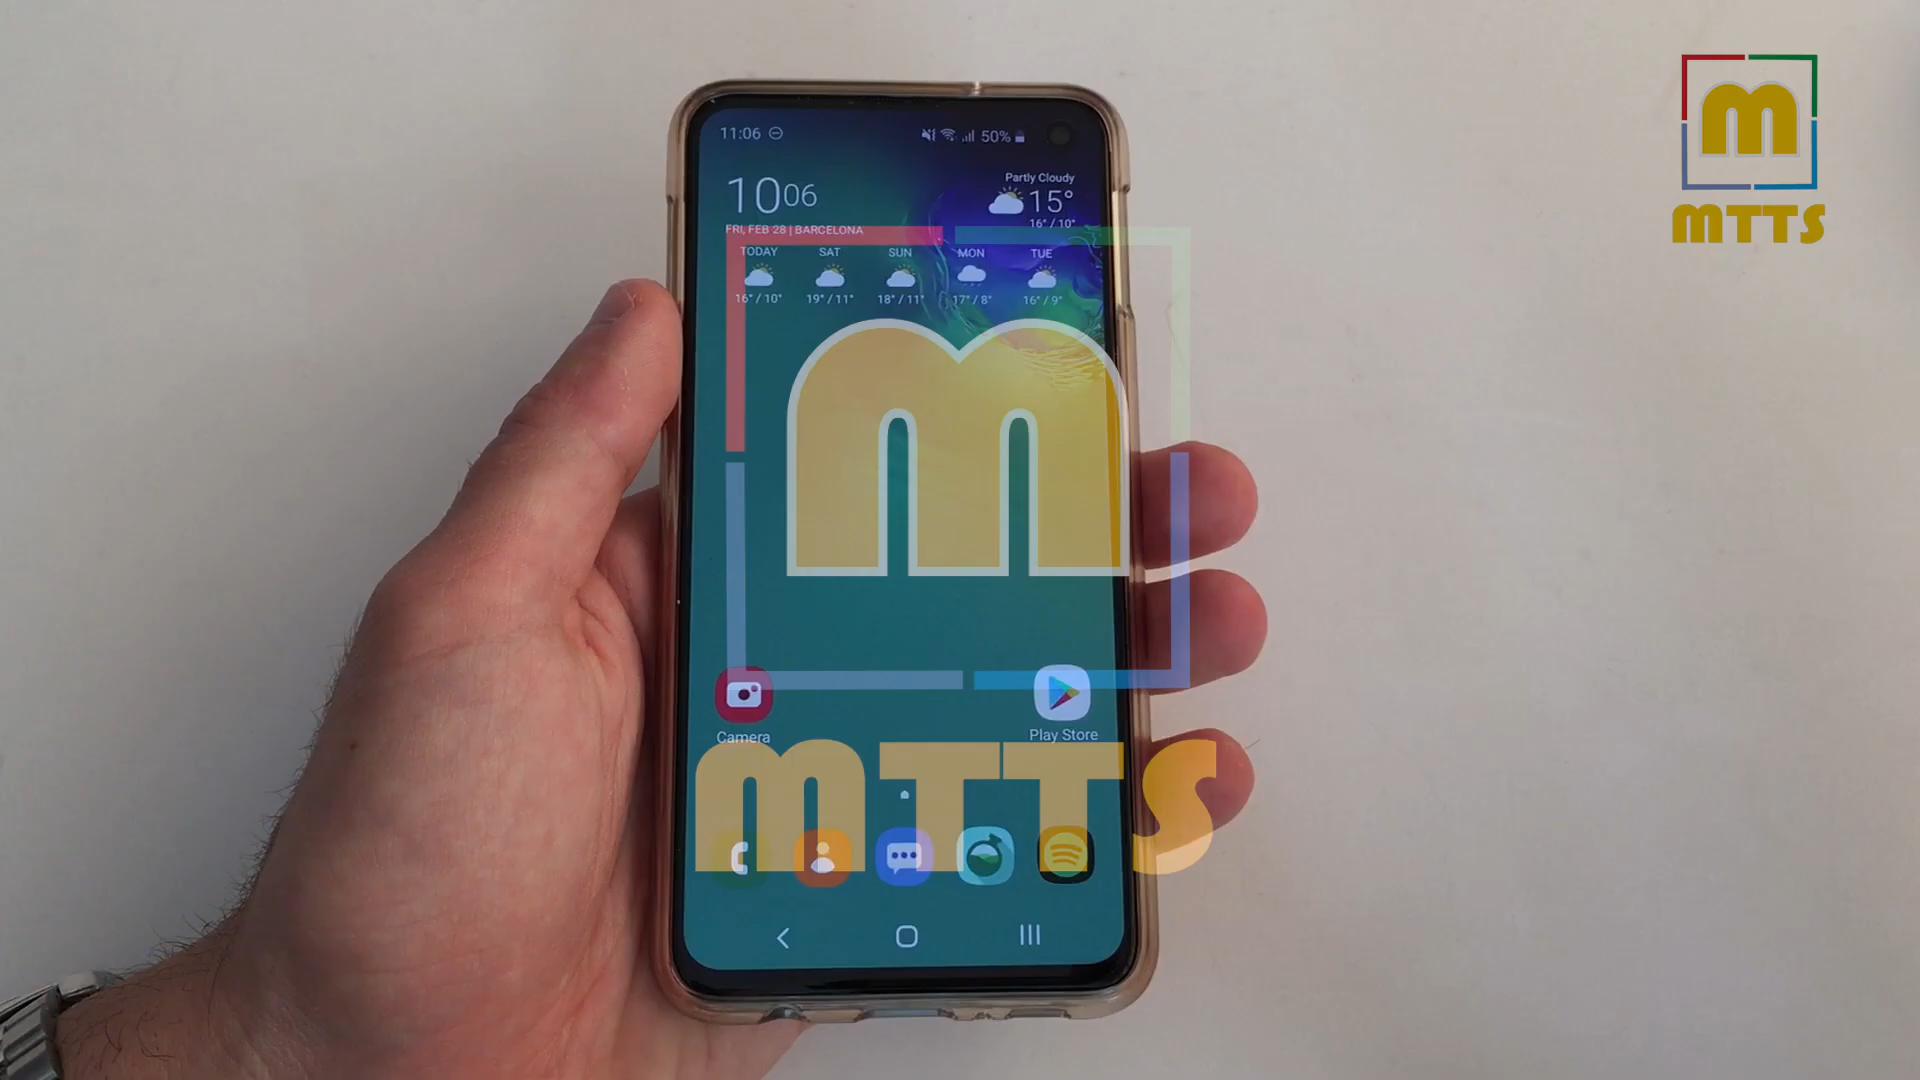 11:06
50%
10 06
Partly Cloudy
15°
16° / 10°
FRI, FEB 28 | BARCELONA
TODAY SAT SUN MON TUE
16° / 10° 19° / 11° 18° / 11° 17° / 8° 16° / 9°
Camera
Play Store
m
MTTS
m
MTTS